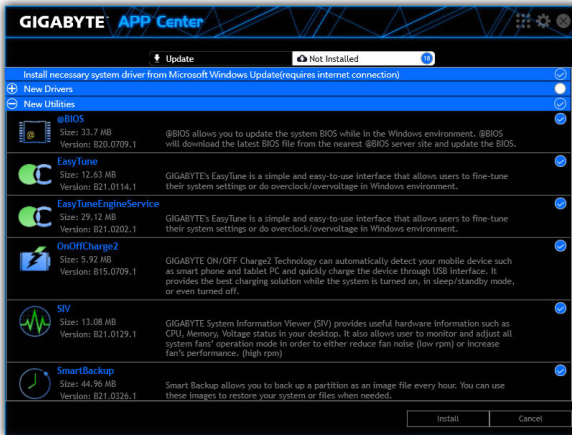 GIGABYTE™ APP Center
Update
Not Installed 18
Install necessary system driver from Microsoft Windows Update(requires internet connection)
New Drivers
New Utilities
@BIOS
Size: 33.7 MB
Version: B20.0709.1
@BIOS allows you to update the system BIOS while in the Windows environment. @BIOS
will download the latest BIOS file from the nearest @BIOS server site and update the BIOS.
EasyTune
Size: 12.63 MB
Version: B21.0114.1
GIGABYTE's EasyTune is a simple and easy-to-use interface that allows users to fine-tune
their system settings or do overclock/overvoltage in Windows environment.
EasyTuneEngineService
Size: 29.12 MB
Version: B21.0202.1
GIGABYTE's EasyTune is a simple and easy-to-use interface that allows users to fine-tune
their system settings or do overclock/overvoltage in Windows environment.
OnOffCharge2
Size: 5.92 MB
Version: B15.0709.1
GIGABYTE ON/OFF Charge2 Technology can automatically detect your mobile device such
as smart phone and tablet PC and quickly charge the device through USB interface. It
provides the best charging solution while the system is turned on, in sleep/standby mode,
or even turned off.
SIV
Size: 13.08 MB
Version: B21.0129.1
GIGABYTE System Information Viewer (SIV) provides useful hardware information such as
CPU, Memory, Voltage status in your desktop. It also allows user to monitor and adjust all
system fans' operation mode in order to either reduce fan noise (low rpm) or increase
fan's performance. (high rpm)
SmartBackup
Size: 44.96 MB
Version: B21.0326.1
Smart Backup allows you to back up a partition as an image file every hour. You can use
these images to restore your system or files when needed.
Install
Cancel